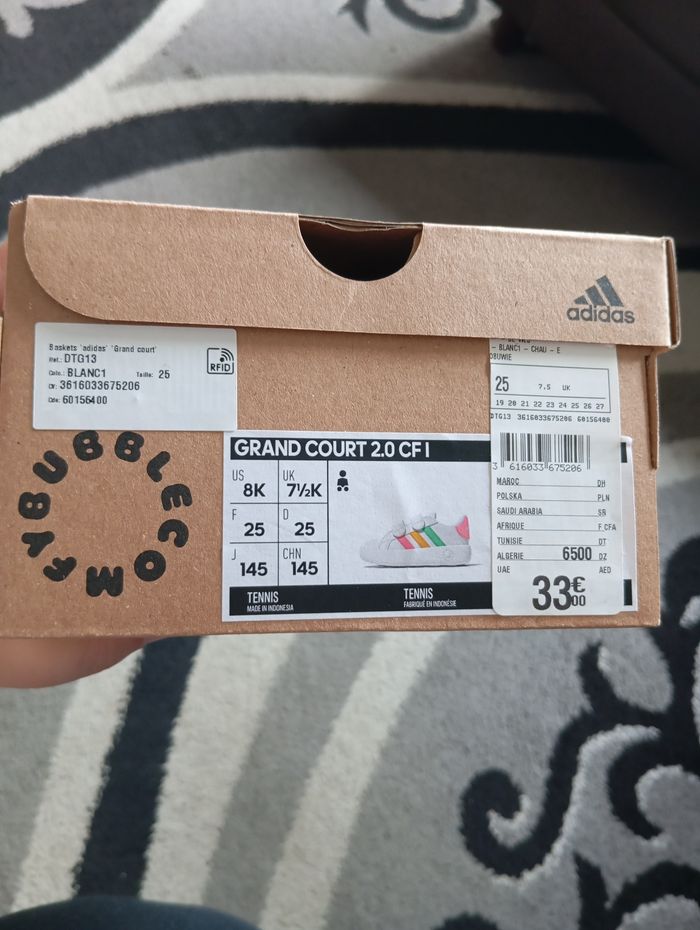 adidas
Baskets 'adidas' 'Grand court'
Ref.: DTG13
Colo.: BLANC1 Taille: 25
3616033675206
Cde: 60156400
RFID
BUBBLECOMFY
GRAND COURT 2.0 CF I
US 8K
UK 7½K
F 25
D 25
J 145
CHN 145
TENNIS
MADE IN INDONESIA
TENNIS
FABRIQUÉ EN INDONÉSIE
- BLANC1 - CHAU - E
OBUWIE
25 7.5 UK
19 20 21 22 23 24 25 26 27
DTG13 3616033675206 60156400
3 616033 675206
MAROC DH
POLSKA PLN
SAUDI ARABIA SR
AFRIQUE F CFA
TUNISIE DT
ALGERIE 6500 DZ
UAE AED
33€00